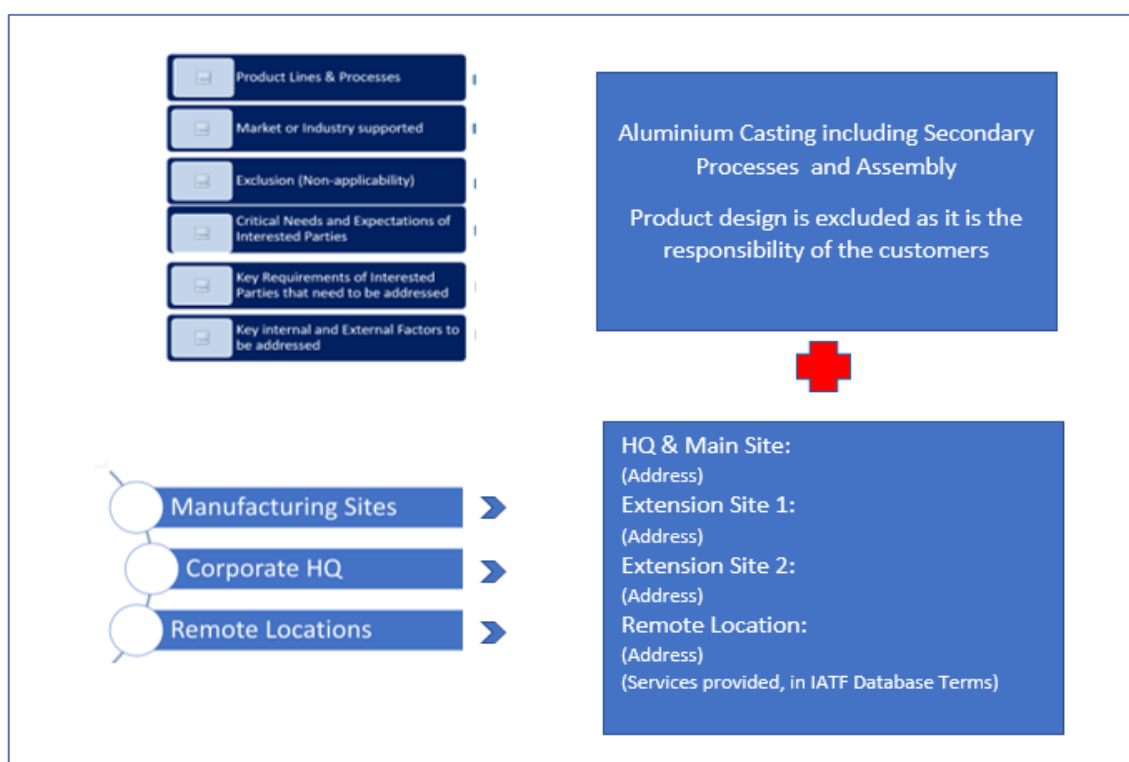 Product Lines & Processes
Market or Industry supported
Exclusion (Non-applicability)
Critical Needs and Expectations of
Interested Parties
Key Requirements of Interested
Parties that need to be addressed
Key internal and External Factors to
be addressed
Aluminium Casting including Secondary
Processes and Assembly
Product design is excluded as it is the
responsibility of the customers
Manufacturing Sites
Corporate HQ
Remote Locations
HQ & Main Site:
(Address)
Extension Site 1:
(Address)
Extension Site 2:
(Address)
Remote Location:
(Address)
(Services provided, in IATF Database Terms)